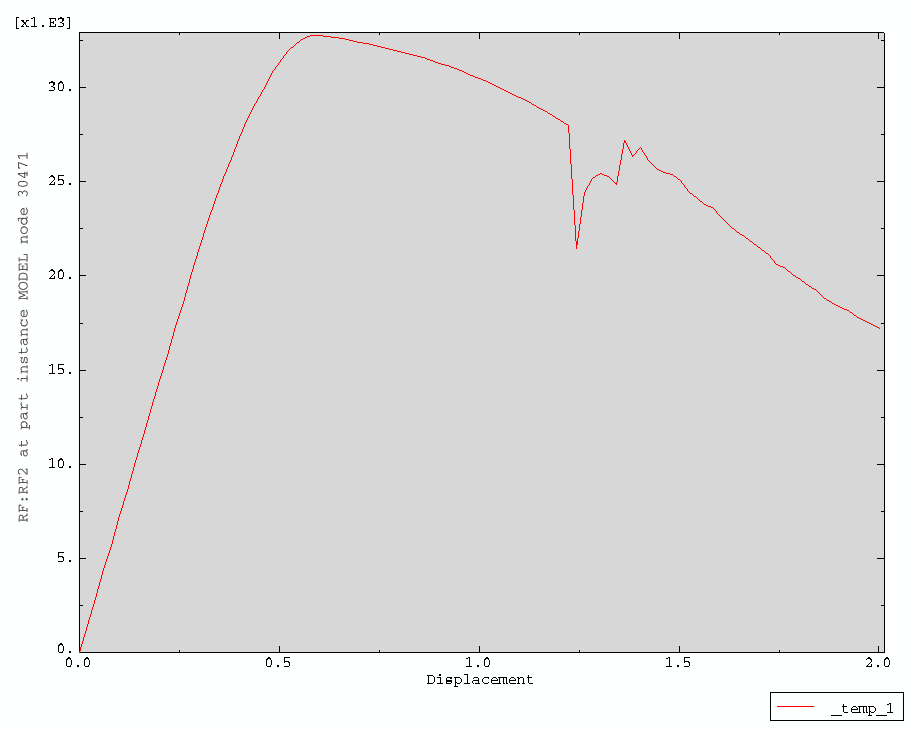 [x1.E3]
30.
25.
20.
15.
10.
5.
0.
RF:RF2 at part instance MODEL node 30471
0.0 0.5 1.0 1.5 2.0
Displacement
_temp_1